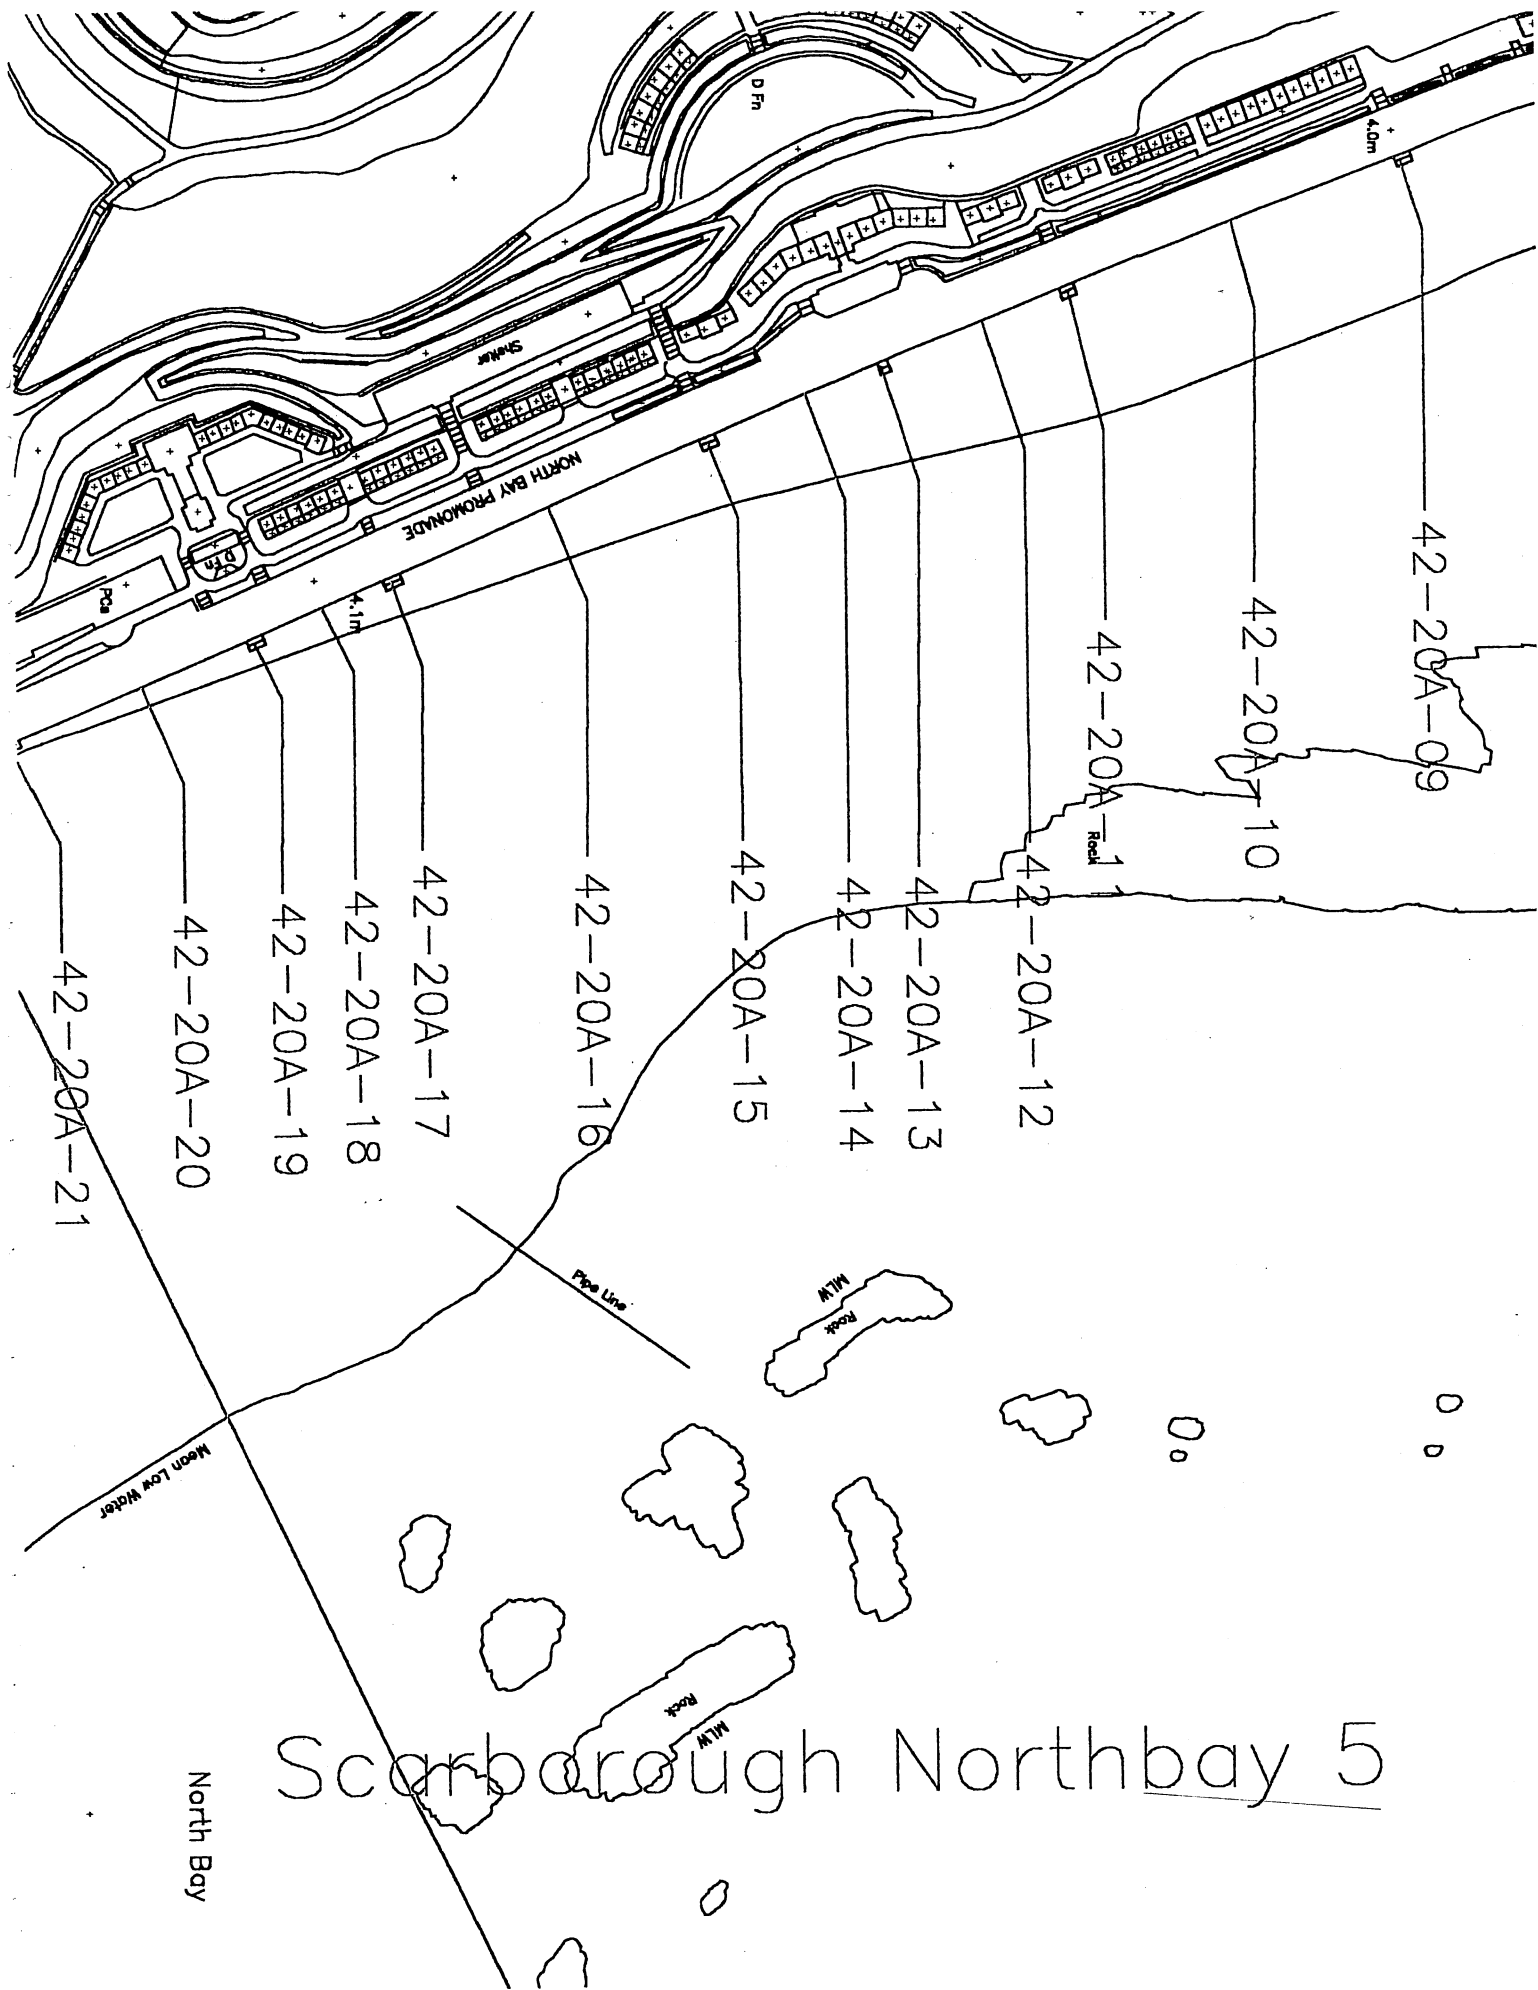 D Fn
4.0m
Shelter
NORTH BAY PROMONADE
D Fn
PCs
4.1m
42-20A-09
42-20A-10
42-20A-11
Rock
42-20A-12
42-20A-13
42-20A-14
42-20A-15
42-20A-16
42-20A-17
42-20A-18
42-20A-19
42-20A-20
42-20A-21
Pipe Line
MLW
Rock
Mean Low Water
Rock
MLW
Scarborough Northbay 5
North Bay